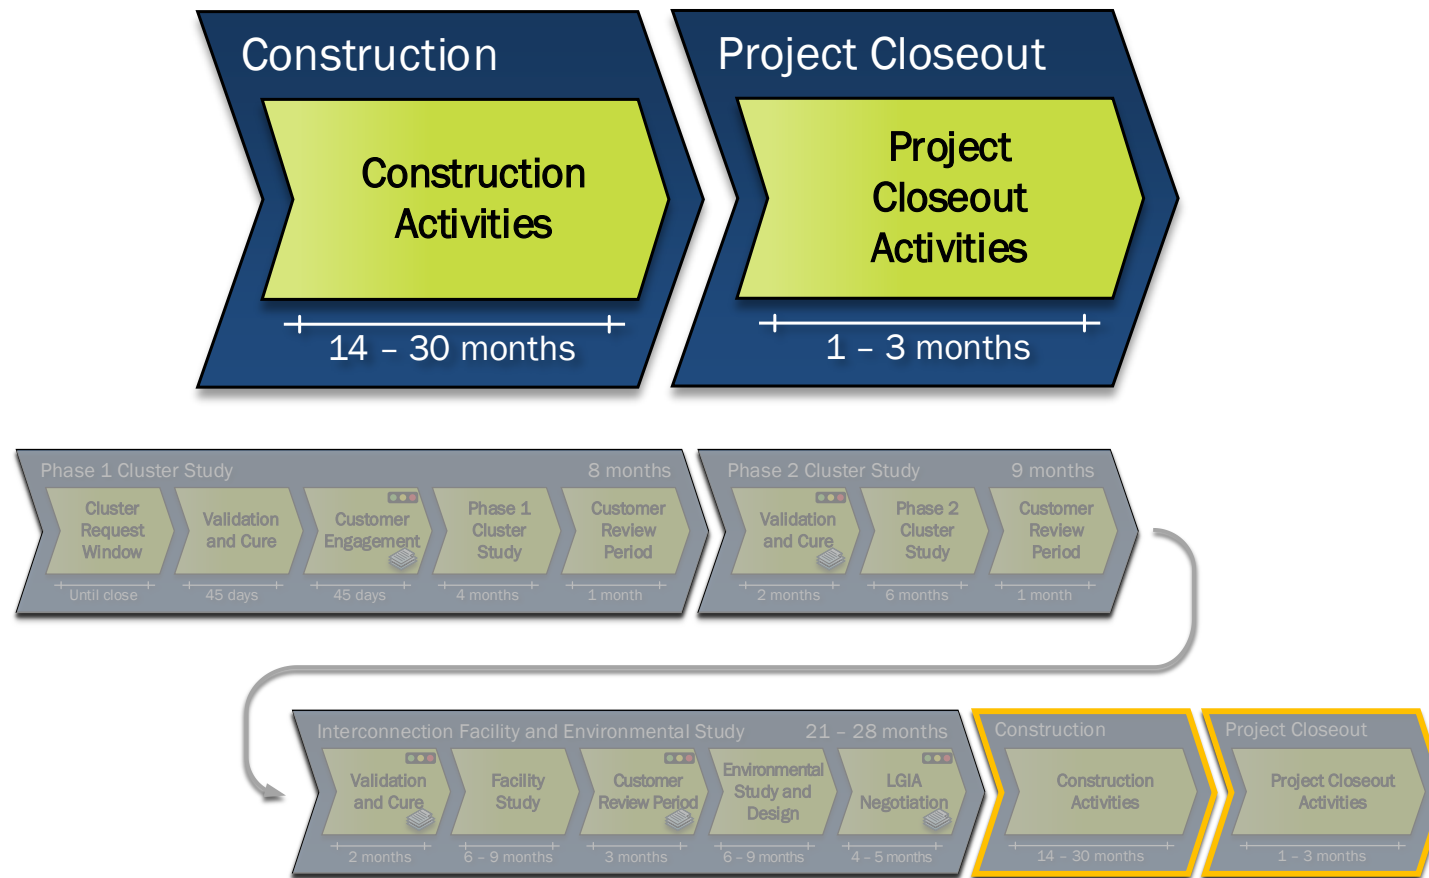 Construction
Construction
Activities
14 – 30 months
Project Closeout
Project
Closeout
Activities
1 – 3 months
Phase 1 Cluster Study
8 months
Cluster
Request
Window
Until close
Validation
and Cure
45 days
Customer
Engagement
45 days
Phase 1
Cluster
Study
4 months
Customer
Review
Period
1 month
Phase 2 Cluster Study
9 months
Validation
and Cure
2 months
Phase 2
Cluster
Study
6 months
Customer
Review
Period
1 month
Interconnection Facility and Environmental Study
21 – 28 months
Validation
and Cure
2 months
Facility
Study
6 – 9 months
Customer
Review Period
3 months
Environmental
Study and
Design
6 – 9 months
LGIA
Negotiation
4 – 5 months
Construction
Construction
Activities
14 – 30 months
Project Closeout
Project Closeout
Activities
1 – 3 months